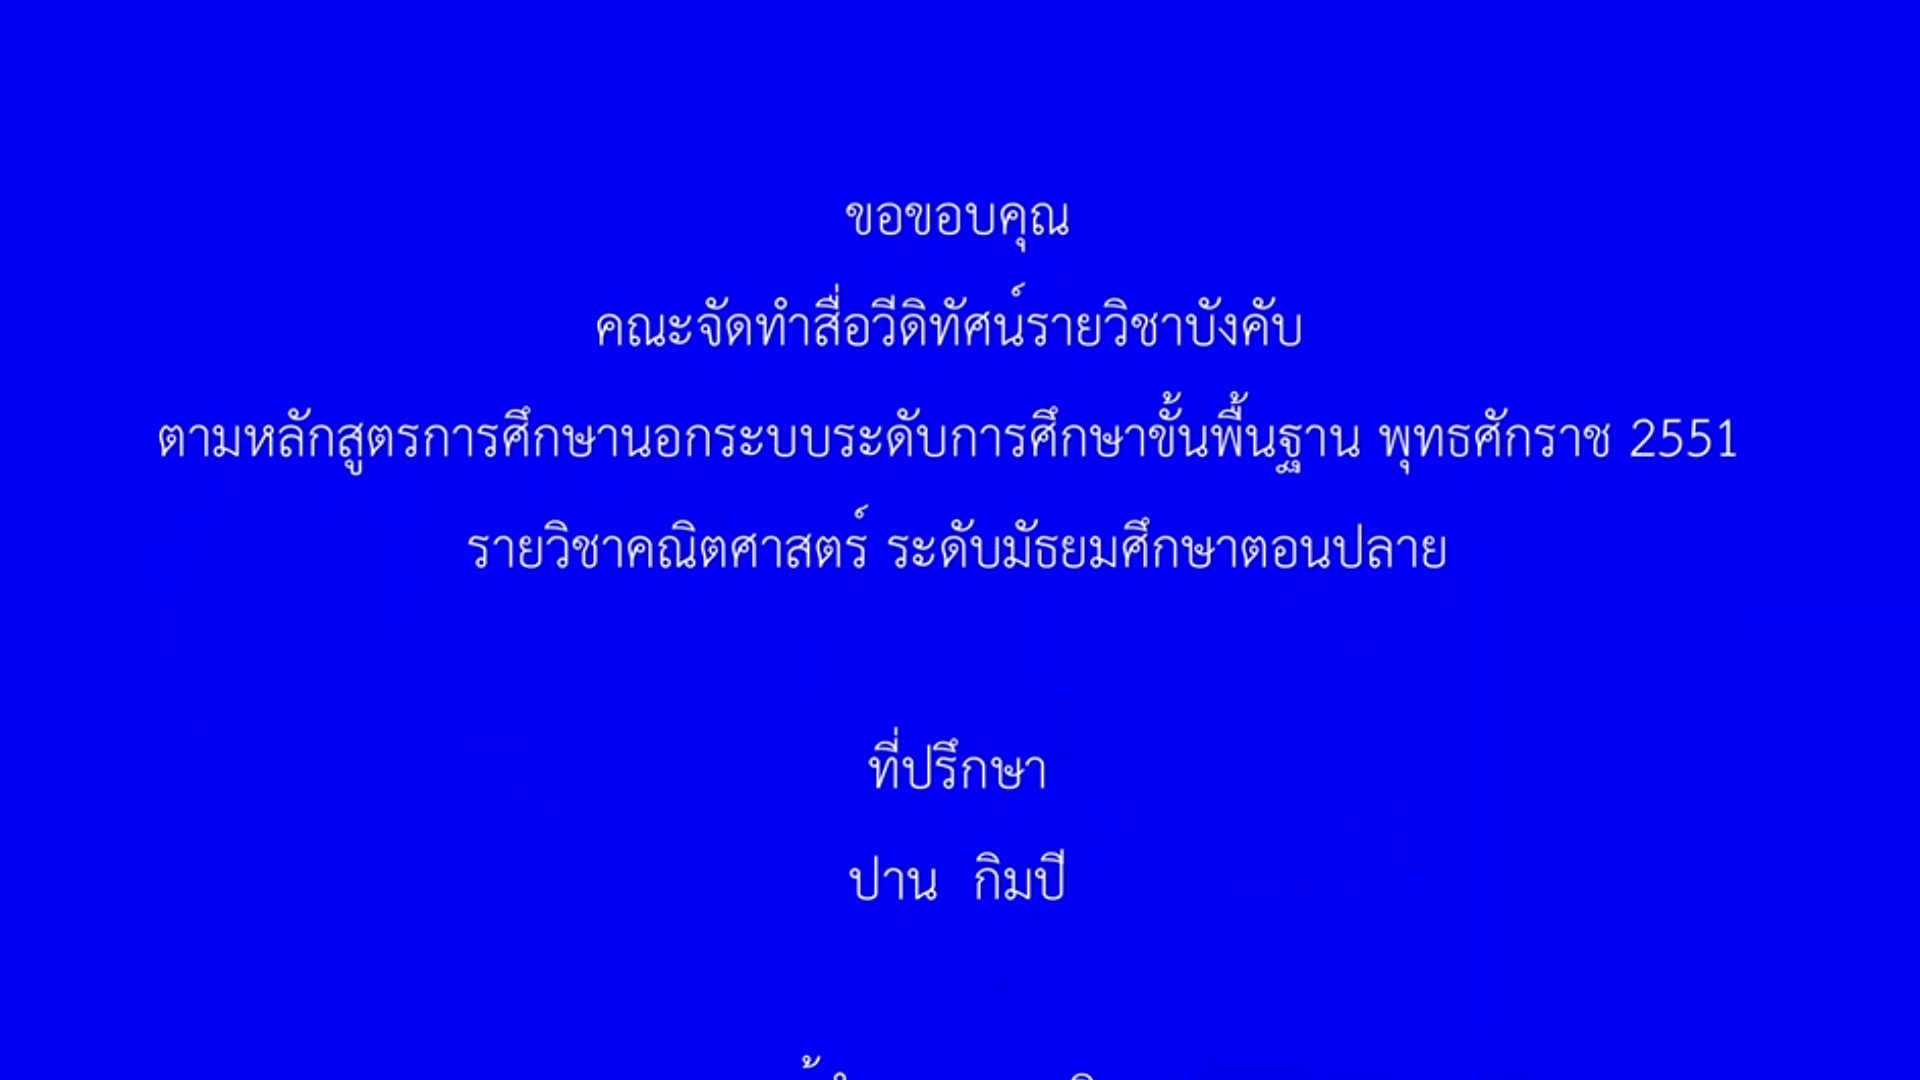 ขอขอบคุณ
คณะจัดทำสื่อวีดิทัศน์รายวิชาบังคับ
ตามหลักสูตรการศึกษานอกระบบระดับการศึกษาขั้นพื้นฐาน พุทธศักราช 2551
รายวิชาคณิตศาสตร์ ระดับมัธยมศึกษาตอนปลาย
ที่ปรึกษา
ปาน กิมปี